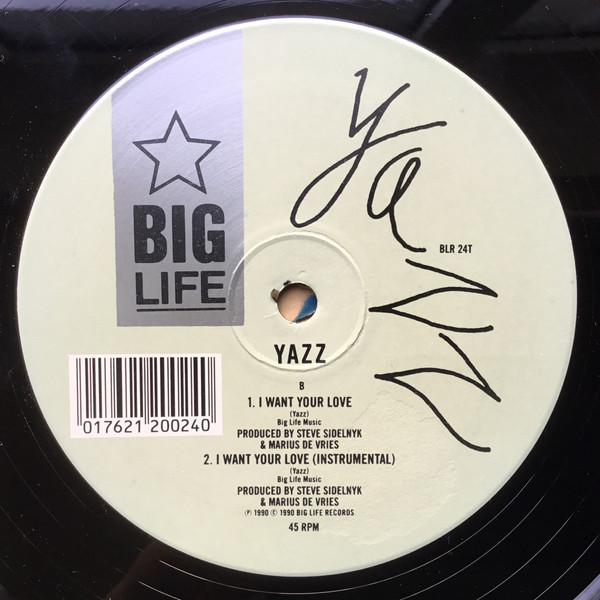 BIG
LIFE
Yazz
BLR 24T
YAZZ
B
1. I WANT YOUR LOVE
(Yazz)
Big Life Music
PRODUCED BY STEVE SIDELNYK
& MARIUS DE VRIES
2. I WANT YOUR LOVE (INSTRUMENTAL)
(Yazz)
Big Life Music
PRODUCED BY STEVE SIDELNYK
& MARIUS DE VRIES
℗ 1990 © 1990 BIG LIFE RECORDS
45 RPM
017621 200240